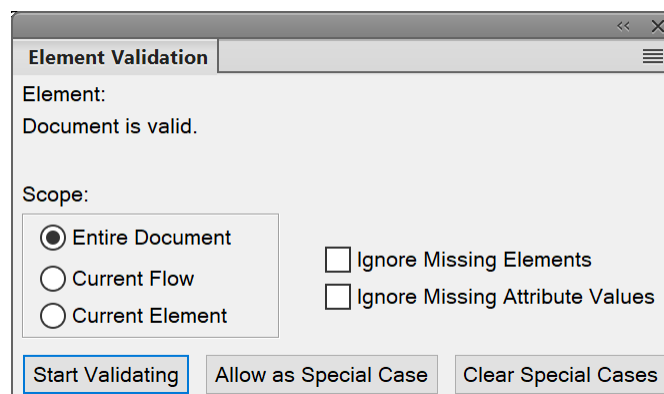 Element Validation
Element:
Document is valid.
Scope:
Entire Document
Current Flow
Current Element
Ignore Missing Elements
Ignore Missing Attribute Values
Start Validating Allow as Special Case Clear Special Cases